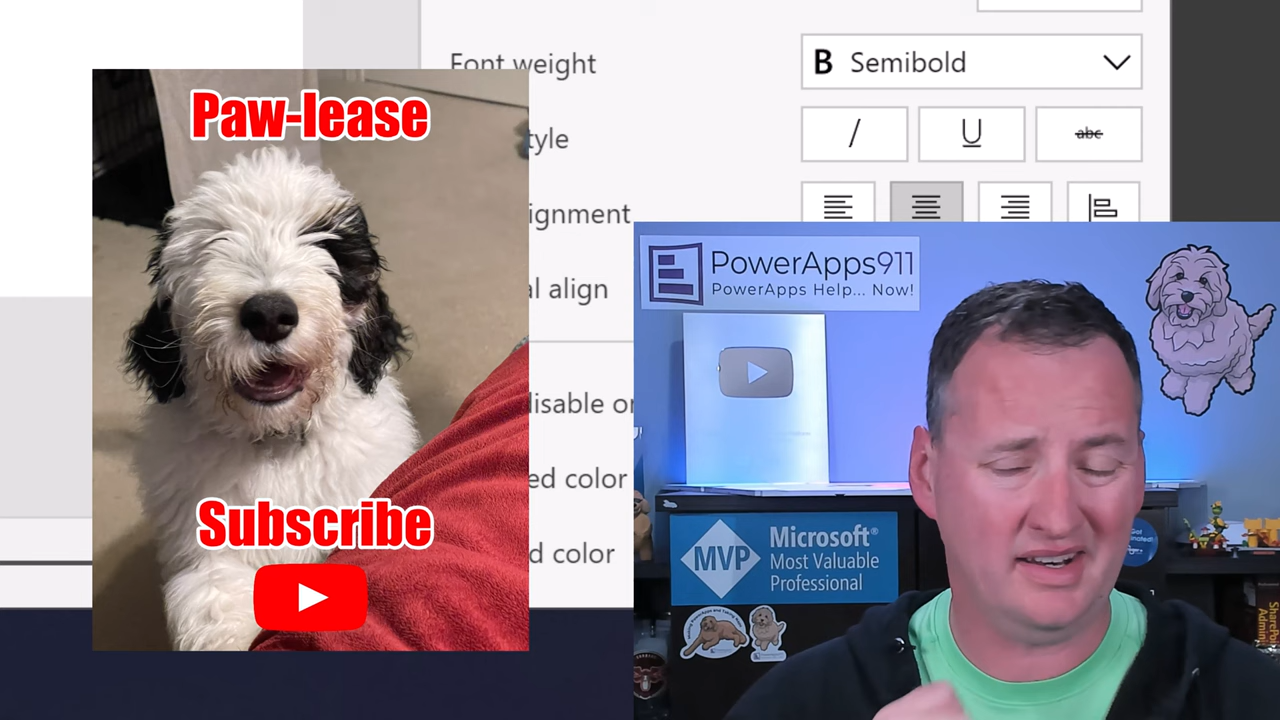 Font weight
B Semibold
tyle
/ U abc
ignment
al align
disable or
ed color
d color
Paw-lease
Subscribe
PowerApps911
PowerApps Help... Now!
MVP
Microsoft®
Most Valuable
Professional